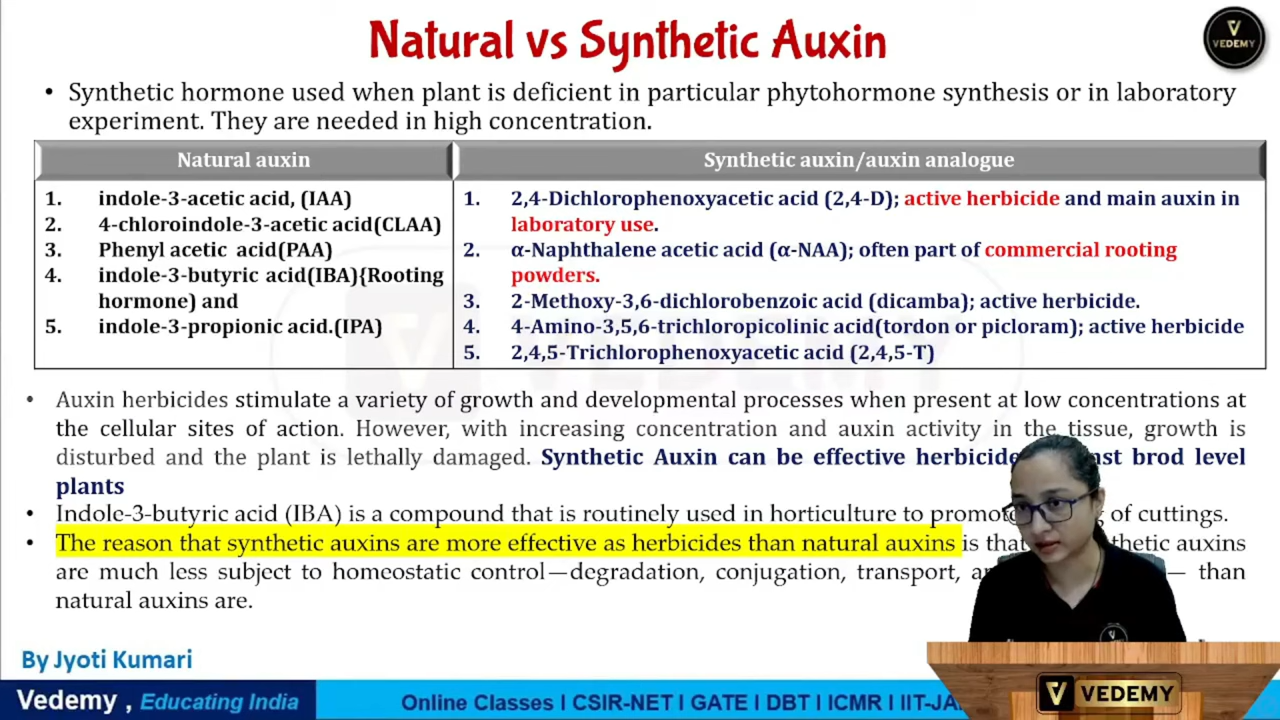 Natural vs Synthetic Auxin
VEDEMY
• Synthetic hormone used when plant is deficient in particular phytohormone synthesis or in laboratory
experiment. They are needed in high concentration.
Natural auxin
1. indole-3-acetic acid, (IAA)
2. 4-chloroindole-3-acetic acid(CLAA)
3. Phenyl acetic acid(PAA)
4. indole-3-butyric acid(IBA){Rooting
hormone) and
5. indole-3-propionic acid.(IPA)
Synthetic auxin/auxin analogue
1. 2,4-Dichlorophenoxyacetic acid (2,4-D); active herbicide and main auxin in
laboratory use.
2. α-Naphthalene acetic acid (α-NAA); often part of commercial rooting
powders.
3. 2-Methoxy-3,6-dichlorobenzoic acid (dicamba); active herbicide.
4. 4-Amino-3,5,6-trichloropicolinic acid(tordon or picloram); active herbicide
5. 2,4,5-Trichlorophenoxyacetic acid (2,4,5-T)
VEDEMY
• Auxin herbicides stimulate a variety of growth and developmental processes when present at low concentrations at
the cellular sites of action. However, with increasing concentration and auxin activity in the tissue, growth is
disturbed and the plant is lethally damaged. Synthetic Auxin can be effective brod level
plants
• Indole-3-butyric acid (IBA) is a compound that is routinely used in horticulture to of cuttings.
• The reason that synthetic auxins are more effective as herbicides than natural auxins is that auxins
are much less subject to homeostatic control—degradation, conjugation, transport, — than
natural auxins are.
By Jyoti Kumari
Vedemy , Educating India
Online Classes I CSIR-NET I GATE I DBT I ICMR I
VEDEMY